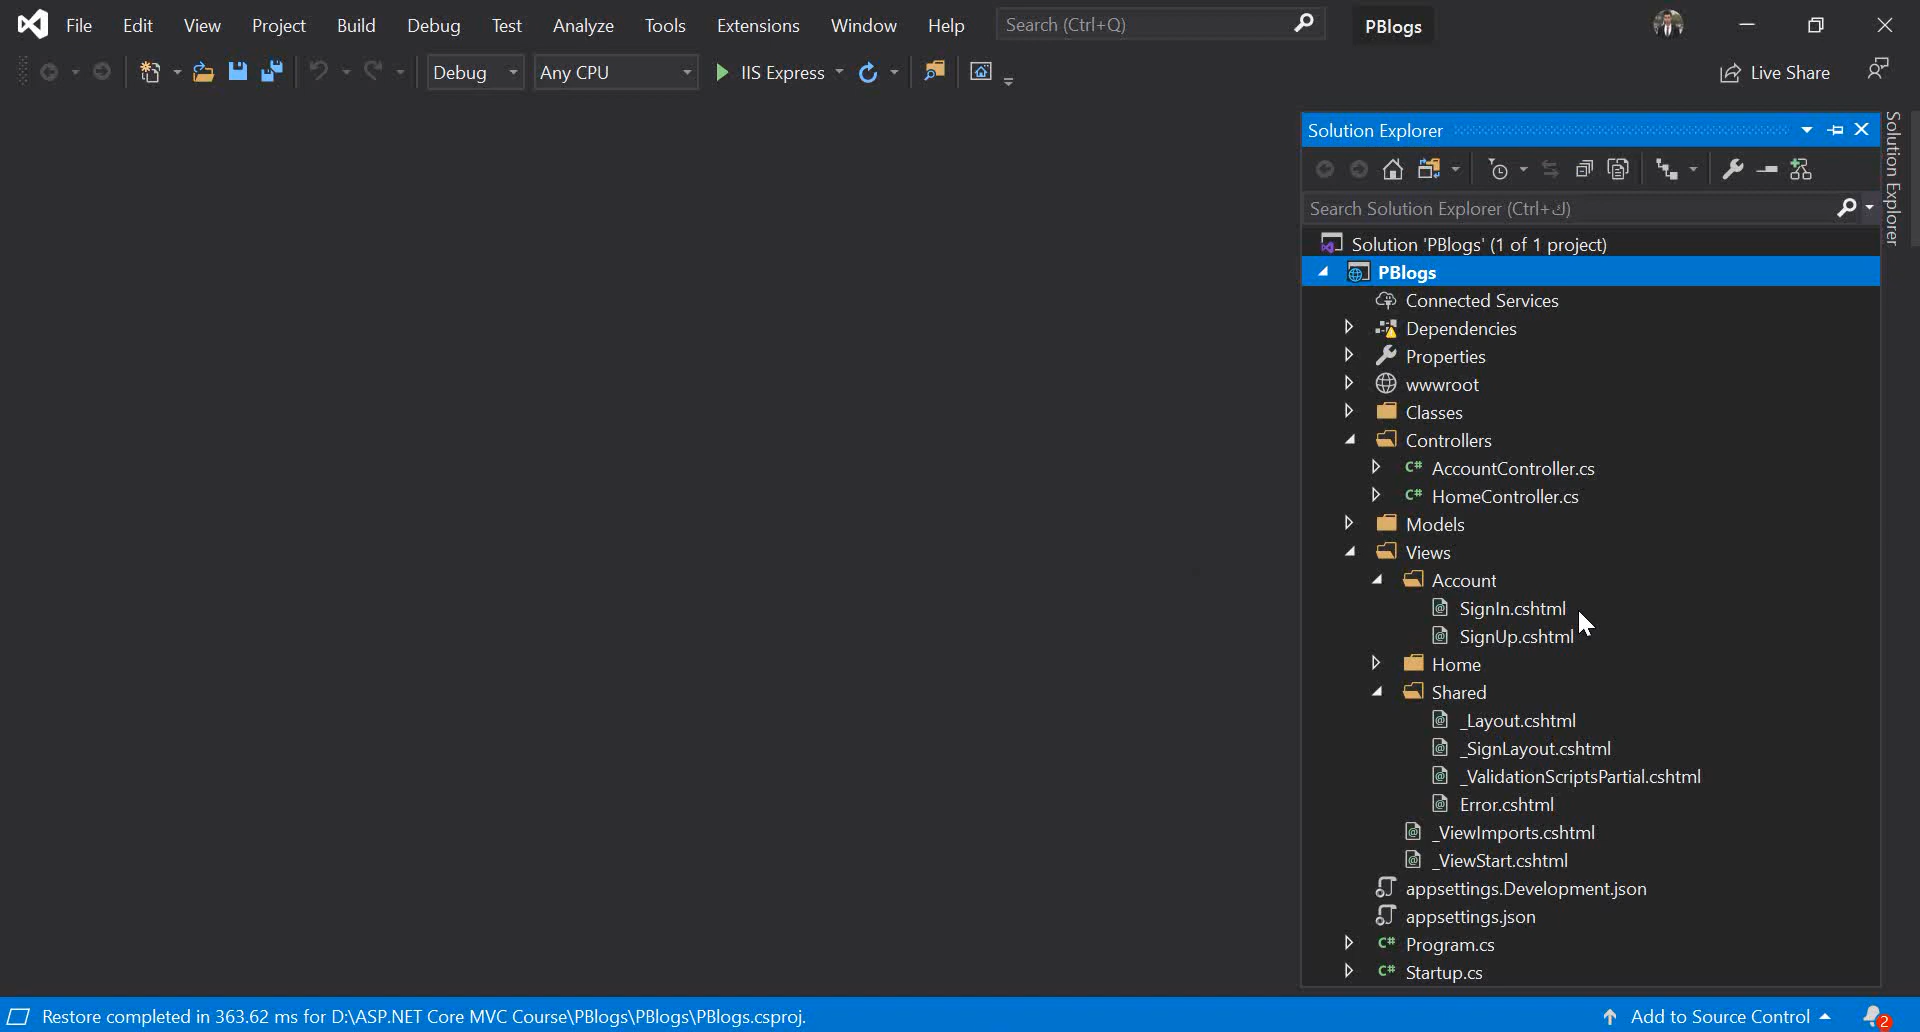 File Edit View Project Build Debug Test Analyze Tools Extensions Window Help Search (Ctrl+Q) PBlogs
Debug Any CPU IIS Express Live Share
Solution Explorer
Solution Explorer
Search Solution Explorer (Ctrl+ك)
Solution 'PBlogs' (1 of 1 project)
PBlogs
Connected Services
Dependencies
Properties
wwwroot
Classes
Controllers
C# AccountController.cs
C# HomeController.cs
Models
Views
Account
SignIn.cshtml
SignUp.cshtml
Home
Shared
_Layout.cshtml
_SignLayout.cshtml
_ValidationScriptsPartial.cshtml
Error.cshtml
_ViewImports.cshtml
_ViewStart.cshtml
appsettings.Development.json
appsettings.json
C# Program.cs
C# Startup.cs
Restore completed in 363.62 ms for D:\ASP.NET Core MVC Course\PBlogs\PBlogs\PBlogs.csproj. Add to Source Control 2